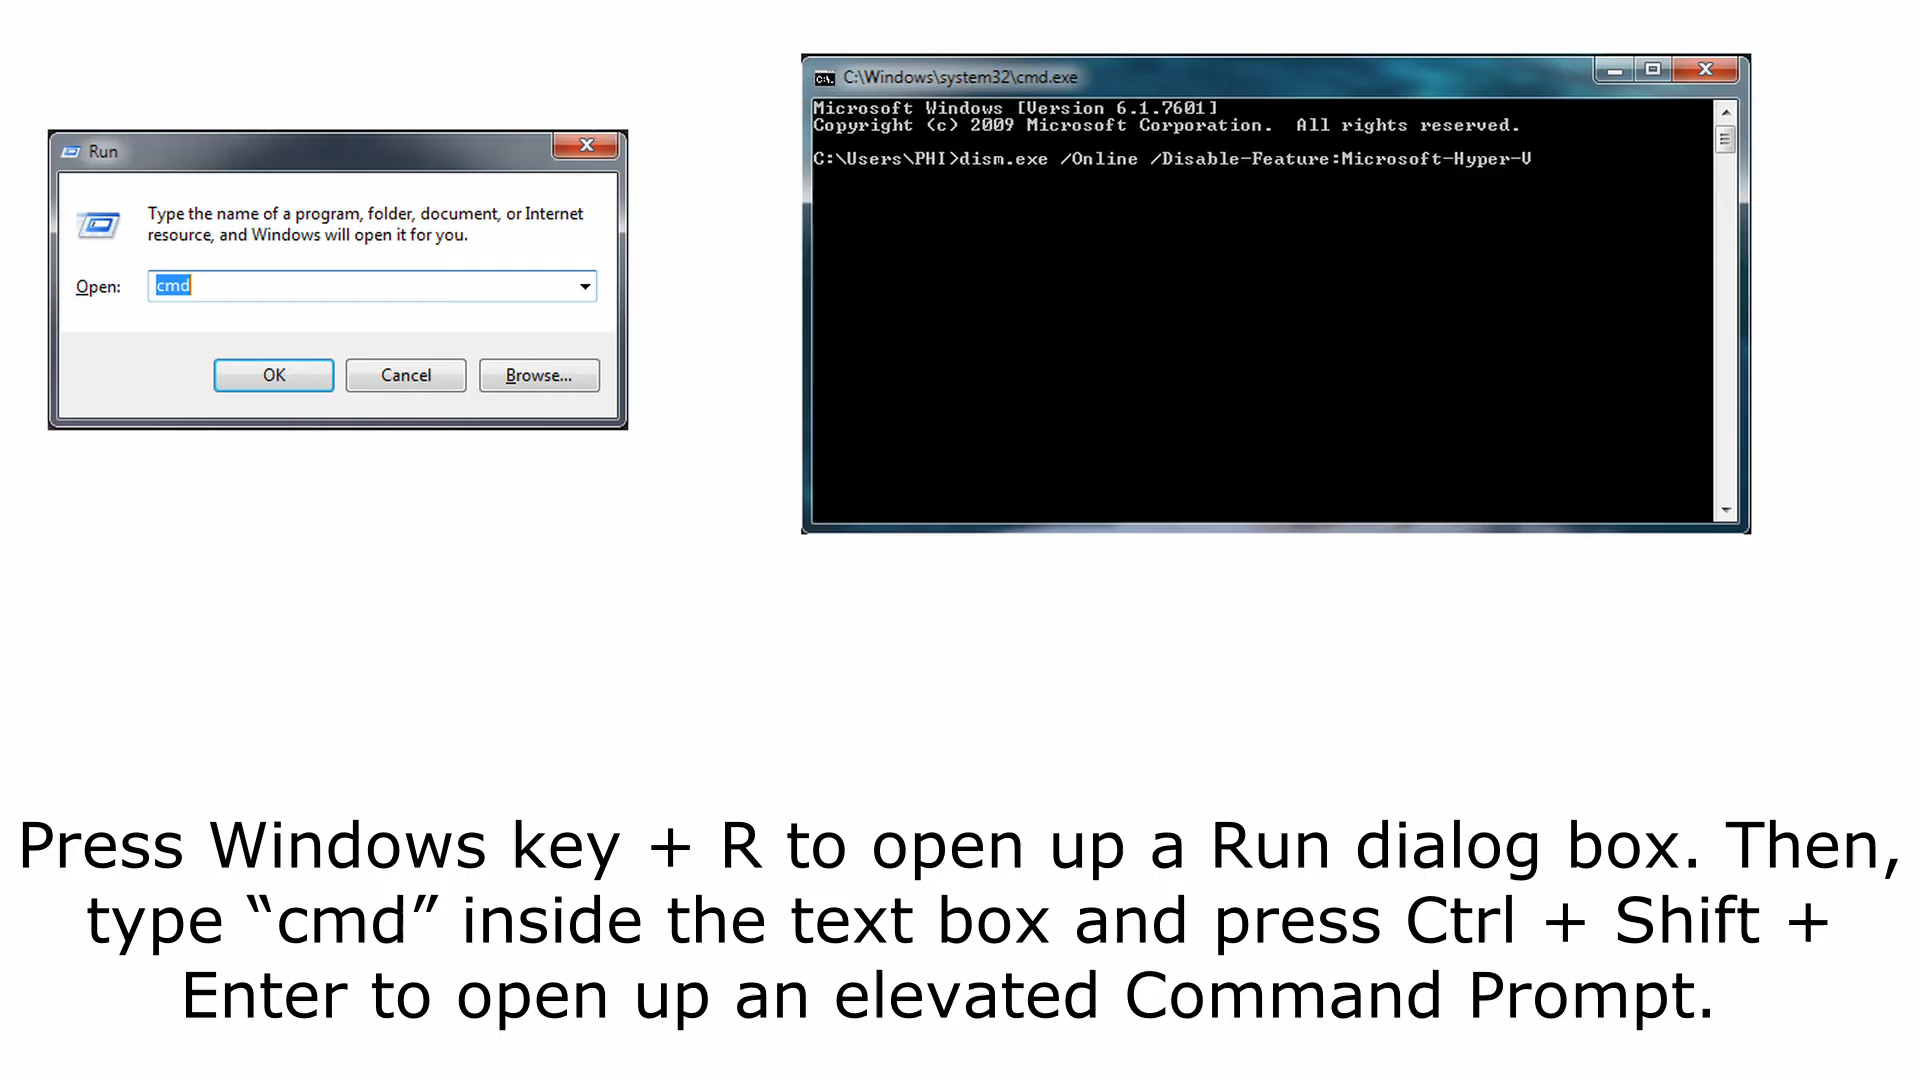 Run
Type the name of a program, folder, document, or Internet
resource, and Windows will open it for you.
Open:
cmd
OK
Cancel
Browse...
C:\Windows\system32\cmd.exe
Microsoft Windows [Version 6.1.7601]
Copyright (c) 2009 Microsoft Corporation.  All rights reserved.
C:\Users\PHI>dism.exe /Online /Disable-Feature:Microsoft-Hyper-V
Press Windows key + R to open up a Run dialog box. Then,
type “cmd” inside the text box and press Ctrl + Shift +
Enter to open up an elevated Command Prompt.